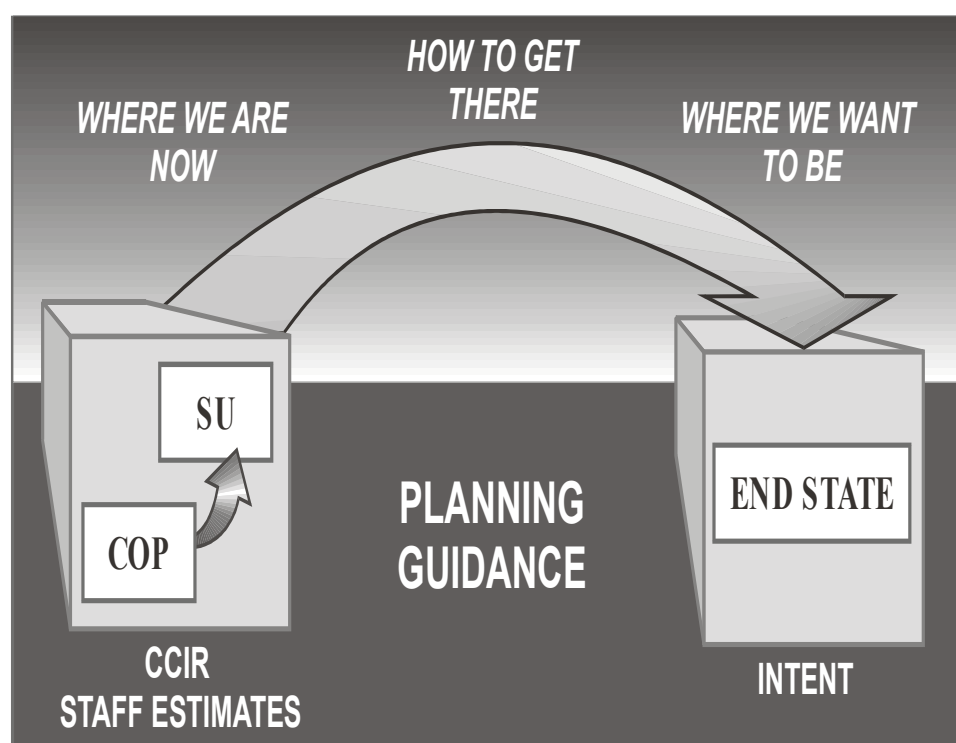 HOW TO GET
THERE
WHERE WE ARE
NOW
WHERE WE WANT
TO BE
SU
COP
PLANNING
GUIDANCE
END STATE
CCIR
STAFF ESTIMATES
INTENT